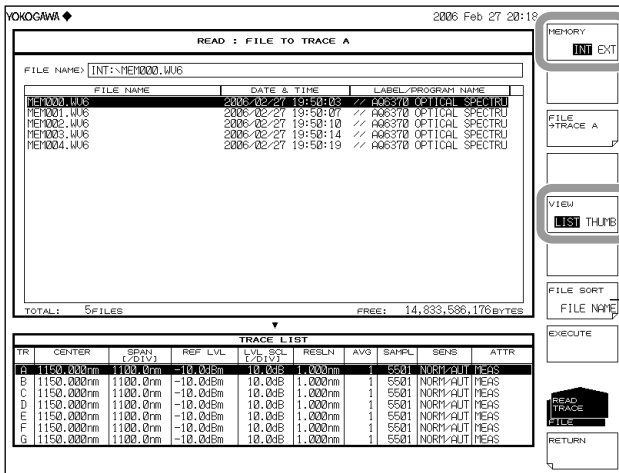 YOKOGAWA ◆ 2006 Feb 27 20:18
READ : FILE TO TRACE A
FILE NAME> INT:\MEM000.WV6
FILE NAME DATE & TIME LABEL/PROGRAM NAME
MEM000.WV6 2006/02/27 19:50:03 // AQ6370 OPTICAL SPECTRU
MEM001.WV6 2006/02/27 19:50:07 // AQ6370 OPTICAL SPECTRU
MEM002.WV6 2006/02/27 19:50:10 // AQ6370 OPTICAL SPECTRU
MEM003.WV6 2006/02/27 19:50:14 // AQ6370 OPTICAL SPECTRU
MEM004.WV6 2006/02/27 19:50:19 // AQ6370 OPTICAL SPECTRU
TOTAL: 5FILES FREE: 14,833,586,176BYTES
▼
TRACE LIST
TR CENTER SPAN [/DIV] REF LVL LVL SCL [/DIV] RESLN AVG SAMPL SENS ATTR
A 1150.000nm 1100.0nm -10.0dBm 10.0dB 1.000nm 1 5501 NORM/AUT MEAS
B 1150.000nm 1100.0nm -10.0dBm 10.0dB 1.000nm 1 5501 NORM/AUT MEAS
C 1150.000nm 1100.0nm -10.0dBm 10.0dB 1.000nm 1 5501 NORM/AUT MEAS
D 1150.000nm 1100.0nm -10.0dBm 10.0dB 1.000nm 1 5501 NORM/AUT MEAS
E 1150.000nm 1100.0nm -10.0dBm 10.0dB 1.000nm 1 5501 NORM/AUT MEAS
F 1150.000nm 1100.0nm -10.0dBm 10.0dB 1.000nm 1 5501 NORM/AUT MEAS
G 1150.000nm 1100.0nm -10.0dBm 10.0dB 1.000nm 1 5501 NORM/AUT MEAS
MEMORY
INT EXT
FILE
→TRACE A
VIEW
LIST THUMB
FILE SORT
FILE NAME
EXECUTE
READ
TRACE
FILE
RETURN